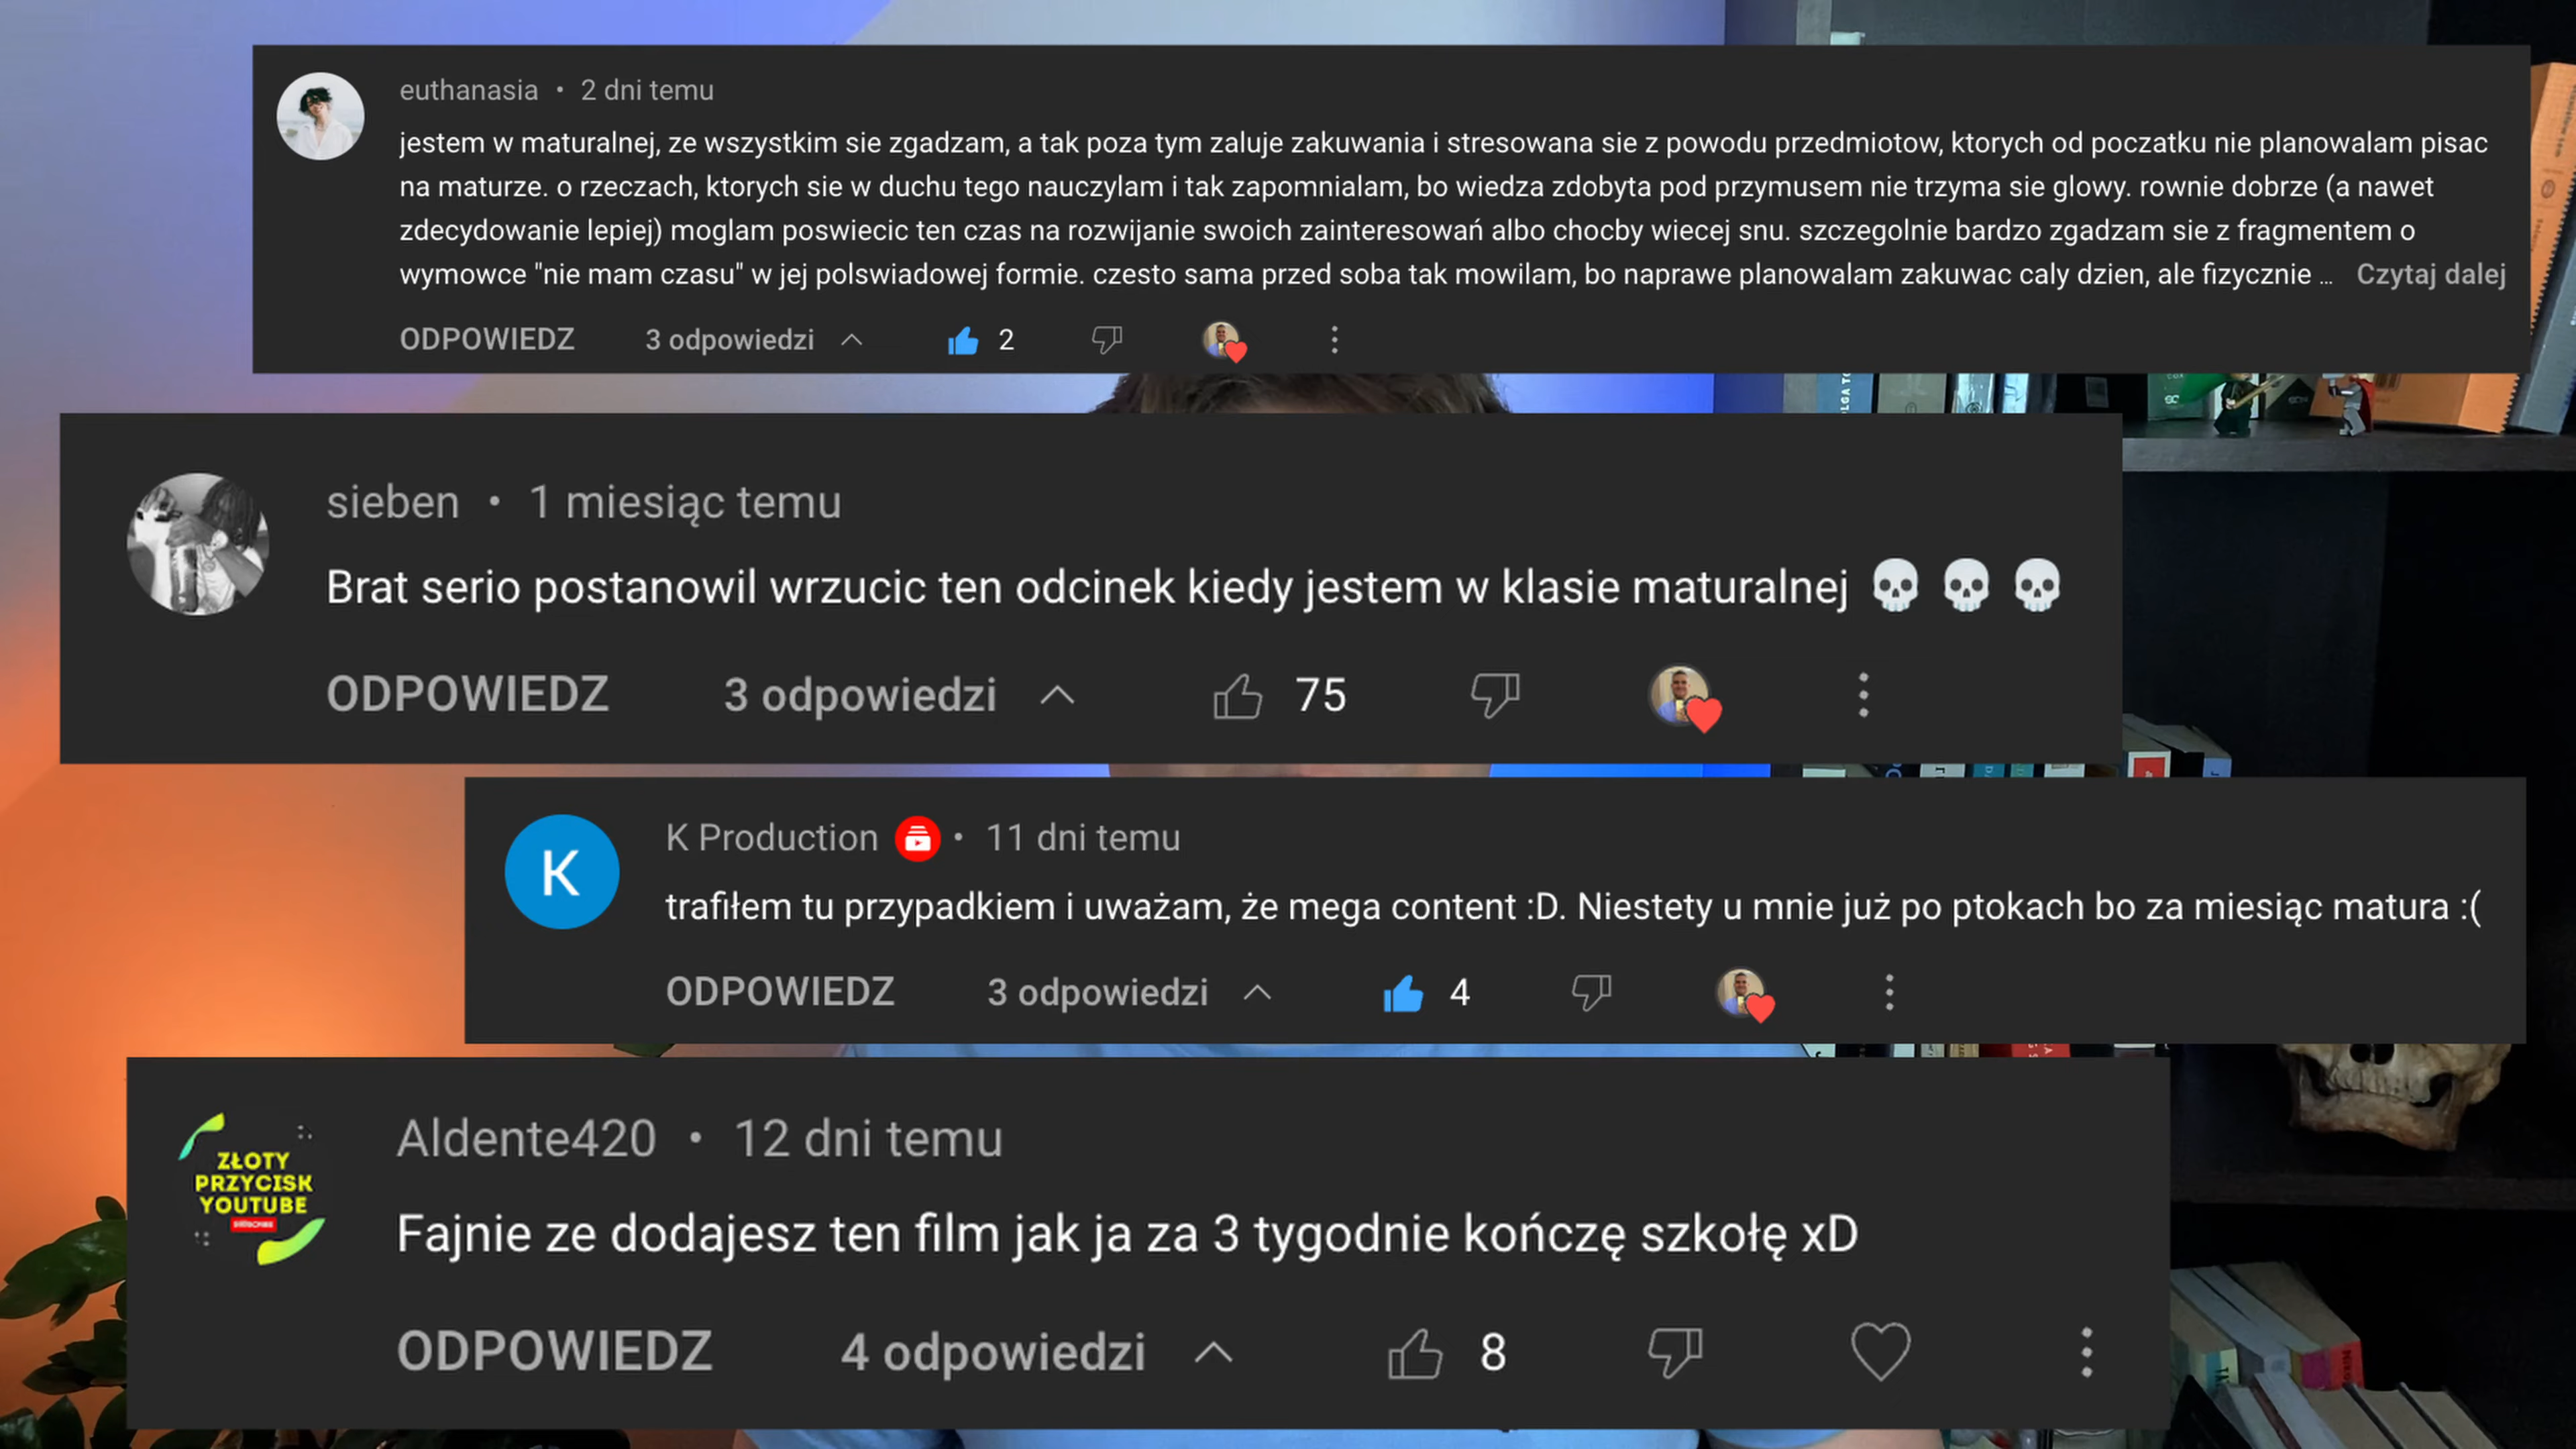 euthanasia • 2 dni temu
jestem w maturalnej, ze wszystkim sie zgadzam, a tak poza tym zaluje zakuwania i stresowana sie z powodu przedmiotow, ktorych od poczatku nie planowalam pisac
na maturze. o rzeczach, ktorych sie w duchu tego nauczylam i tak zapomnialam, bo wiedza zdobyta pod przymusem nie trzyma sie glowy. rownie dobrze (a nawet
zdecydowanie lepiej) moglam poswiecic ten czas na rozwijanie swoich zainteresowań albo chocby wiecej snu. szczegolnie bardzo zgadzam sie z fragmentem o
wymowce "nie mam czasu" w jej polswiadowej formie. czesto sama przed soba tak mowilam, bo naprawe planowalam zakuwac caly dzien, ale fizycznie ... Czytaj dalej
ODPOWIEDZ 3 odpowiedzi 2
sieben • 1 miesiąc temu
Brat serio postanowil wrzucic ten odcinek kiedy jestem w klasie maturalnej 💀 💀 💀
ODPOWIEDZ 3 odpowiedzi 75
K
K Production • 11 dni temu
trafiłem tu przypadkiem i uważam, że mega content :D. Niestety u mnie już po ptokach bo za miesiąc matura :(
ODPOWIEDZ 3 odpowiedzi 4
ZŁOTY
PRZYCISK
YOUTUBE
SUBSCRIBE
Aldente420 • 12 dni temu
Fajnie ze dodajesz ten film jak ja za 3 tygodnie kończę szkołę xD
ODPOWIEDZ 4 odpowiedzi 8